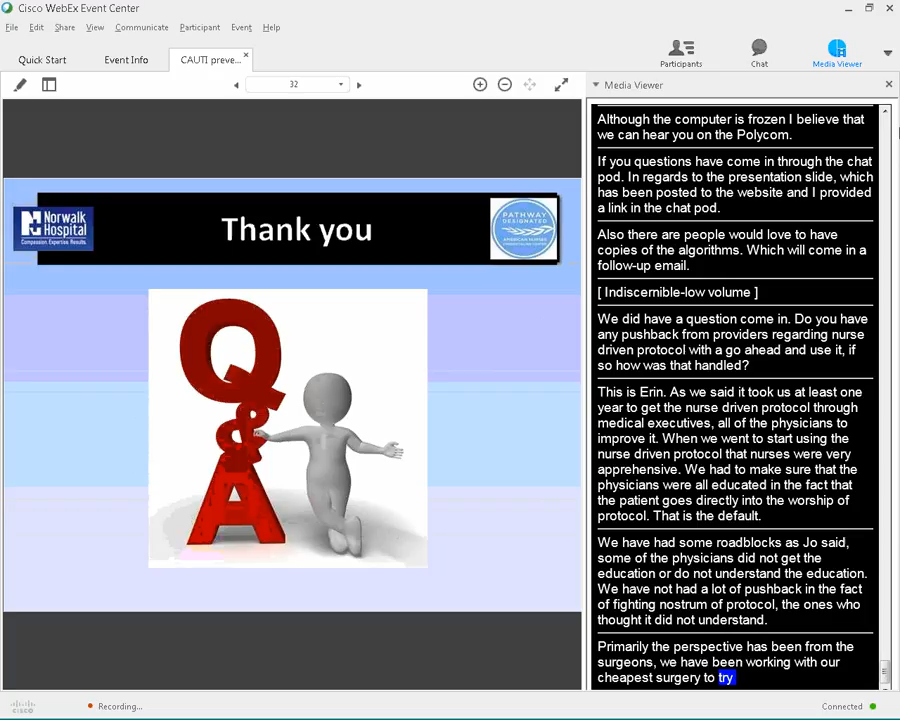 Cisco WebEx Event Center
File Edit Share View Communicate Participant Event Help
Quick Start Event Info CAUTI preve...
Participants Chat Media Viewer
32
Media Viewer
Norwalk
Hospital
Compassion. Expertise. Results.
Thank you
PATHWAY
DESIGNATED
Q
&
A
Although the computer is frozen I believe that
we can hear you on the Polycom.
If you questions have come in through the chat
pod. In regards to the presentation slide, which
has been posted to the website and I provided
a link in the chat pod.
Also there are people would love to have
copies of the algorithms. Which will come in a
follow-up email.
[ Indiscernible-low volume ]
We did have a question come in. Do you have
any pushback from providers regarding nurse
driven protocol with a go ahead and use it, if
so how was that handled?
This is Erin. As we said it took us at least one
year to get the nurse driven protocol through
medical executives, all of the physicians to
improve it. When we went to start using the
nurse driven protocol that nurses were very
apprehensive. We had to make sure that the
physicians were all educated in the fact that
the patient goes directly into the worship of
protocol. That is the default.
We have had some roadblocks as Jo said,
some of the physicians did not get the
education or do not understand the education.
We have not had a lot of pushback in the fact
of fighting nostrum of protocol, the ones who
thought it did not understand.
Primarily the perspective has been from the
surgeons, we have been working with our
cheapest surgery to try
cisco Recording... Connected